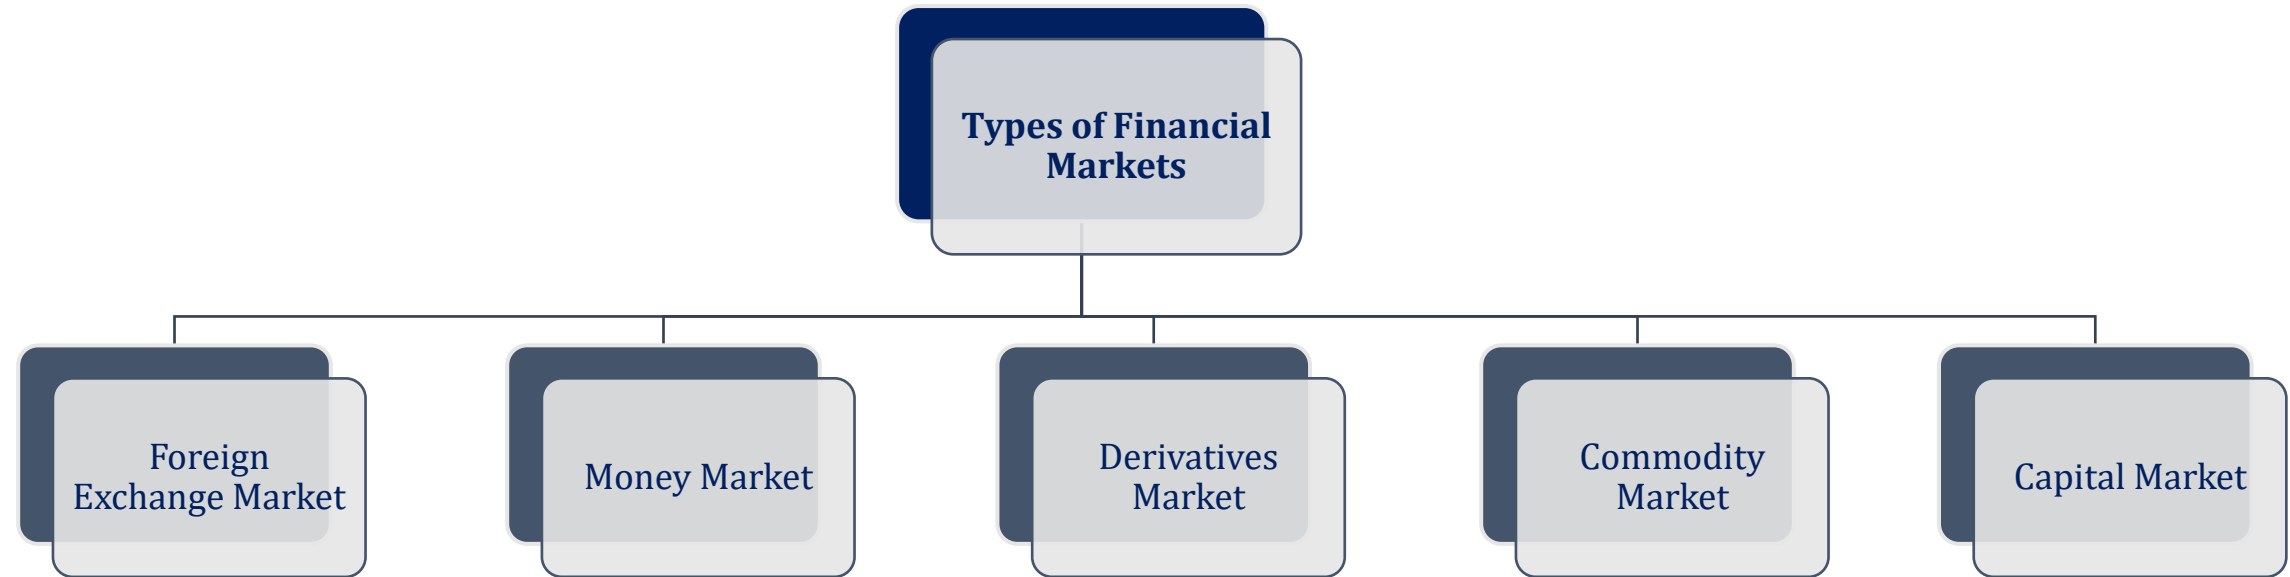 Types of Financial
Markets
Foreign
Exchange Market
Money Market
Derivatives
Market
Commodity
Market
Capital Market